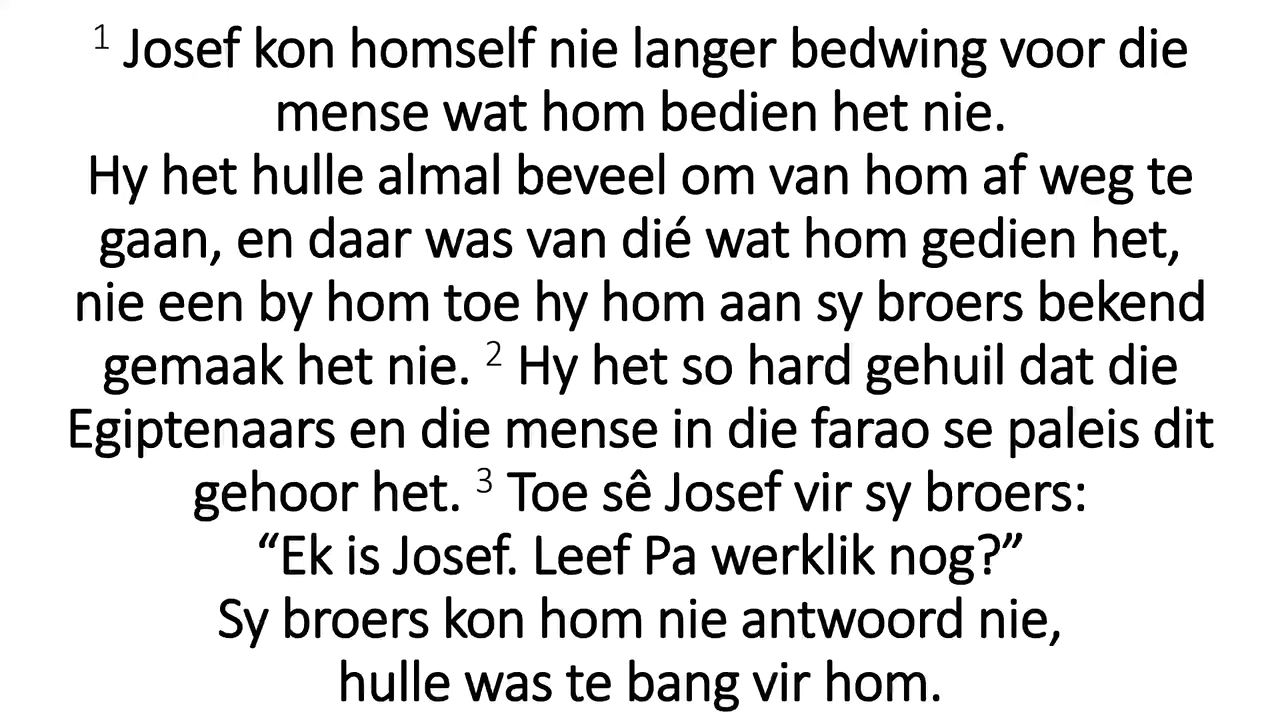 1 Josef kon homself nie langer bedwing voor die
mense wat hom bedien het nie.
Hy het hulle almal beveel om van hom af weg te
gaan, en daar was van dié wat hom gedien het,
nie een by hom toe hy hom aan sy broers bekend
gemaak het nie. 2 Hy het so hard gehuil dat die
Egiptenaars en die mense in die farao se paleis dit
gehoor het. 3 Toe sê Josef vir sy broers:
“Ek is Josef. Leef Pa werklik nog?”
Sy broers kon hom nie antwoord nie,
hulle was te bang vir hom.